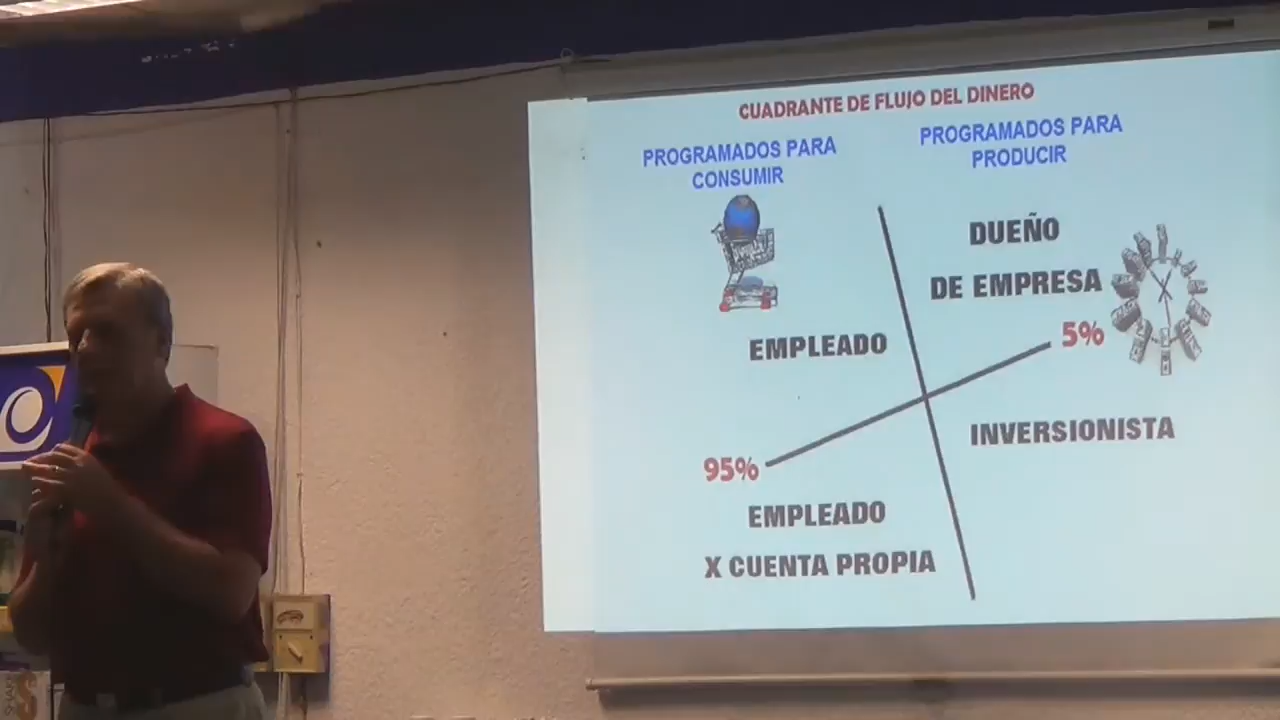 CUADRANTE DE FLUJO DEL DINERO
PROGRAMADOS PARA
CONSUMIR
PROGRAMADOS PARA
PRODUCIR
DUEÑO
DE EMPRESA
EMPLEADO
5%
INVERSIONISTA
95%
EMPLEADO
X CUENTA PROPIA